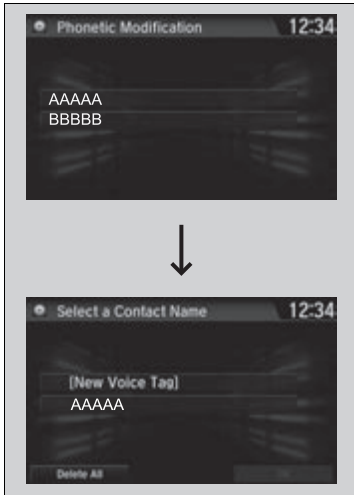 Phonetic Modification 12:34
AAAAA
BBBBB
Select a Contact Name 12:34
[New Voice Tag]
AAAAA
Delete All